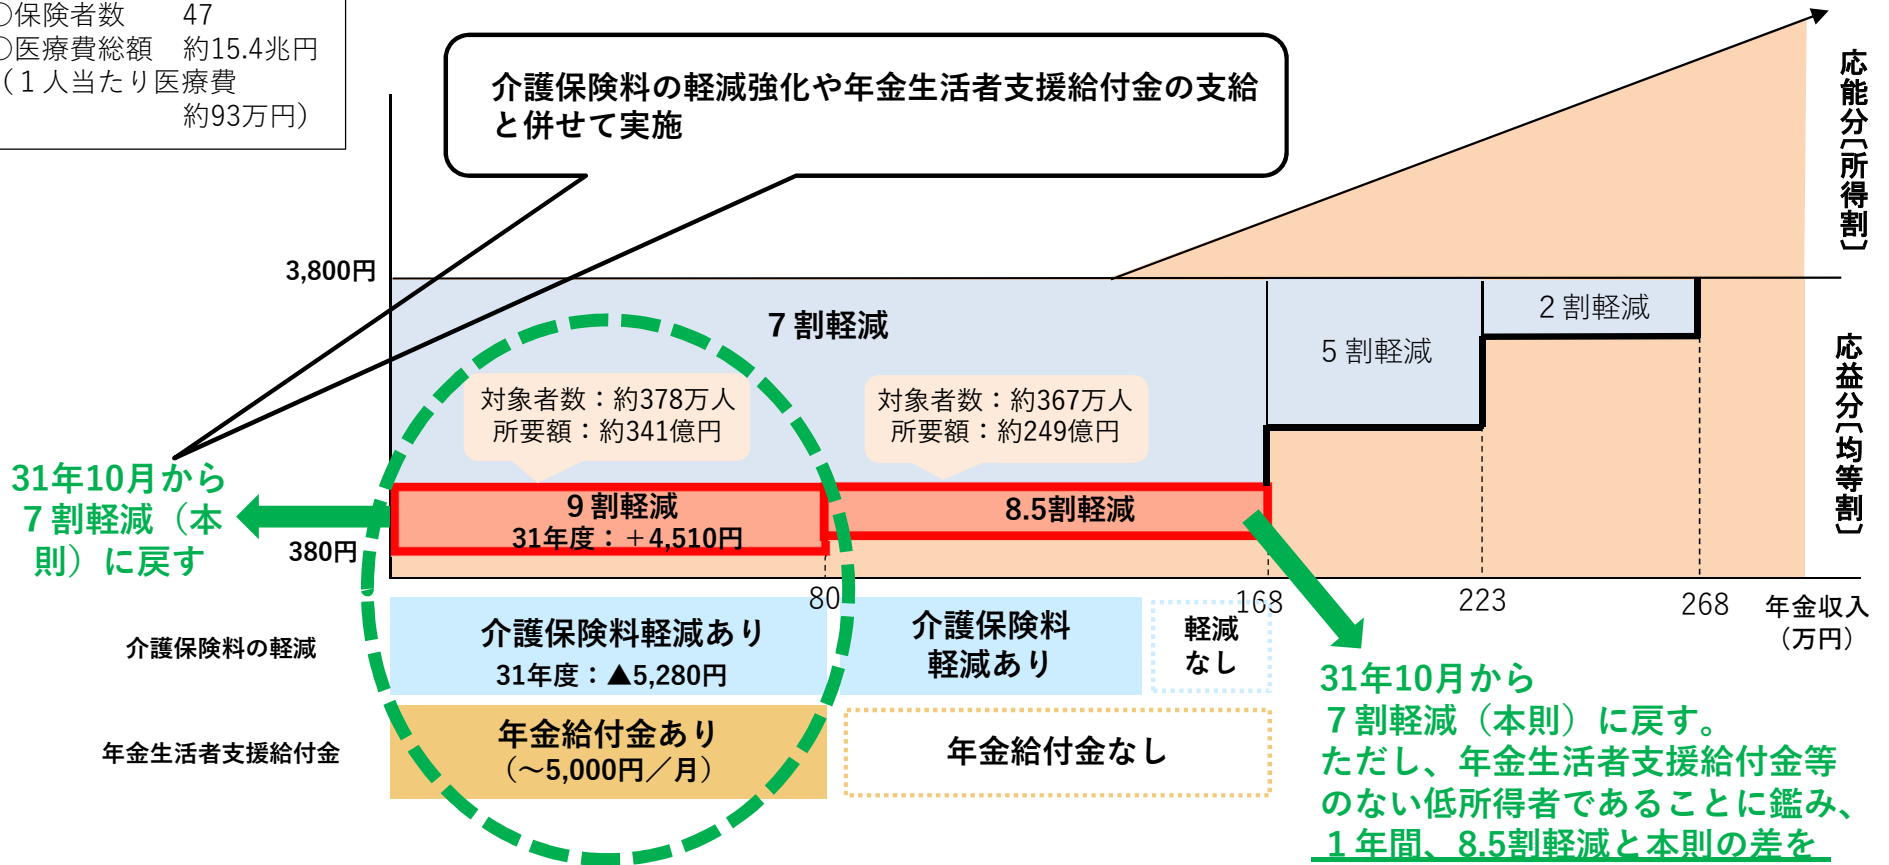 ○保険者数　　47
○医療費総額　約15.4兆円
（１人当たり医療費
約93万円）
介護保険料の軽減強化や年金生活者支援給付金の支給
と併せて実施
応能分〔所得割〕
3,800円
７割軽減
５割軽減
２割軽減
応益分〔均等割〕
対象者数：約378万人
所要額：約341億円
対象者数：約367万人
所要額：約249億円
31年10月から
７割軽減（本
則）に戻す
９割軽減
31年度：＋4,510円
8.5割軽減
380円
80
168
223
268
年金収入
（万円）
介護保険料の軽減
介護保険料軽減あり
31年度：▲5,280円
介護保険料
軽減あり
軽減
なし
年金生活者支援給付金
年金給付金あり
（～5,000円／月）
年金給付金なし
31年10月から
７割軽減（本則）に戻す。
ただし、年金生活者支援給付金等
のない低所得者であることに鑑み、
１年間、8.5割軽減と本則の差を